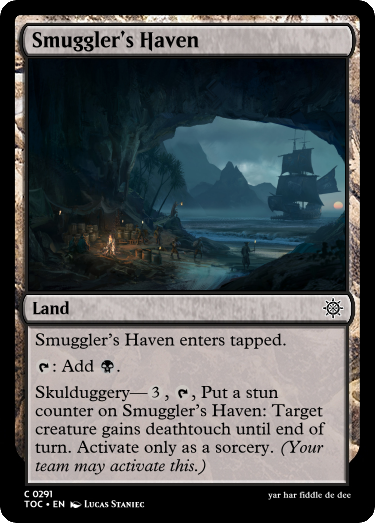 Smuggler's Haven
Land
Smuggler's Haven enters tapped.
: Add .
Skulduggery— 3 , , Put a stun
counter on Smuggler's Haven: Target
creature gains deathtouch until end of
turn. Activate only as a sorcery. (Your
team may activate this.)
C 0291
TOC • EN Lucas Staniec
yar har fiddle de dee